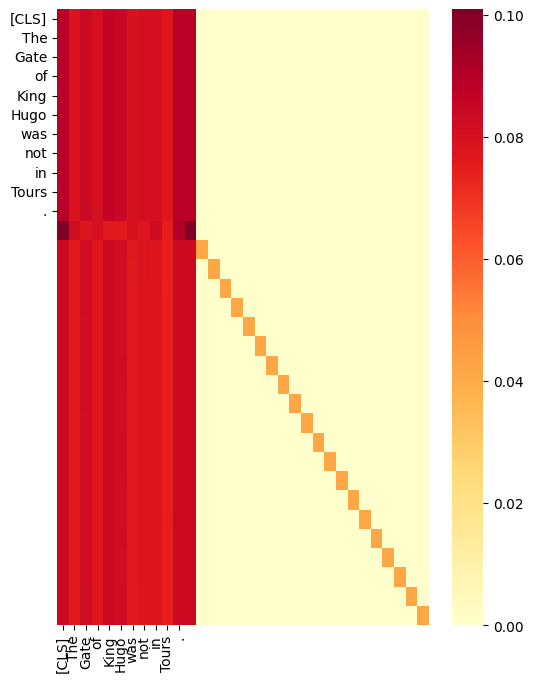 [CLS]
The
Gate
of
King
Hugo
was
not
in
Tours
.
0.10
0.08
0.06
0.04
0.02
0.00
[CLS]
The
Gate
of
King
Hugo
was
not
in
Tours
.